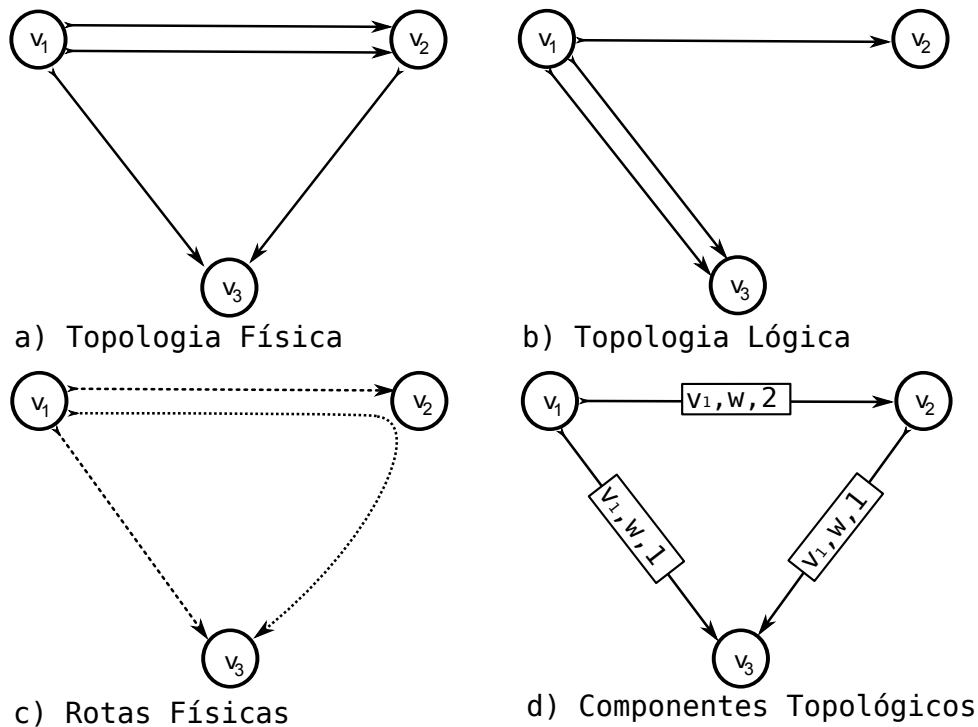 v1
v2
v3
a) Topologia Física
v1
v2
v3
b) Topologia Lógica
v1
v2
v3
c) Rotas Físicas
v1
v1,w,2
v2
v1,w,1
v1,w,1
v3
d) Componentes Topológicos